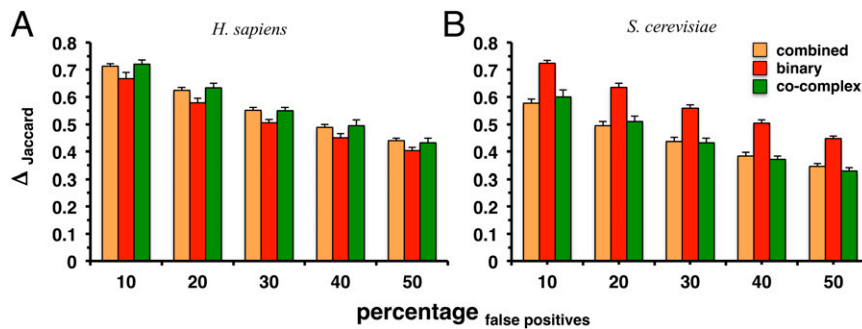 A
H. sapiens
B
S. cerevisiae
combined
binary
co-complex
Δ Jaccard
0.8
0.7
0.6
0.5
0.4
0.3
0.2
0.1
0
10 20 30 40 50
0.8
0.7
0.6
0.5
0.4
0.3
0.2
0.1
0
10 20 30 40 50
percentage false positives